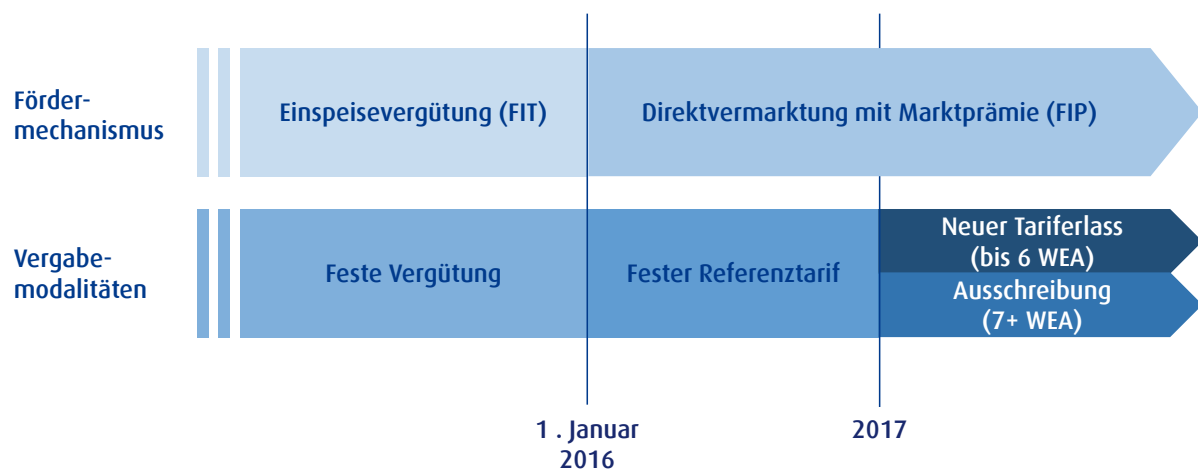 Förder-
mechanismus
Einspeisevergütung (FIT)
Direktvermarktung mit Marktprämie (FIP)
Vergabe-
modalitäten
Feste Vergütung
Fester Referenztarif
Neuer Tariferlass
(bis 6 WEA)
Ausschreibung
(7+ WEA)
1 . Januar
2016
2017